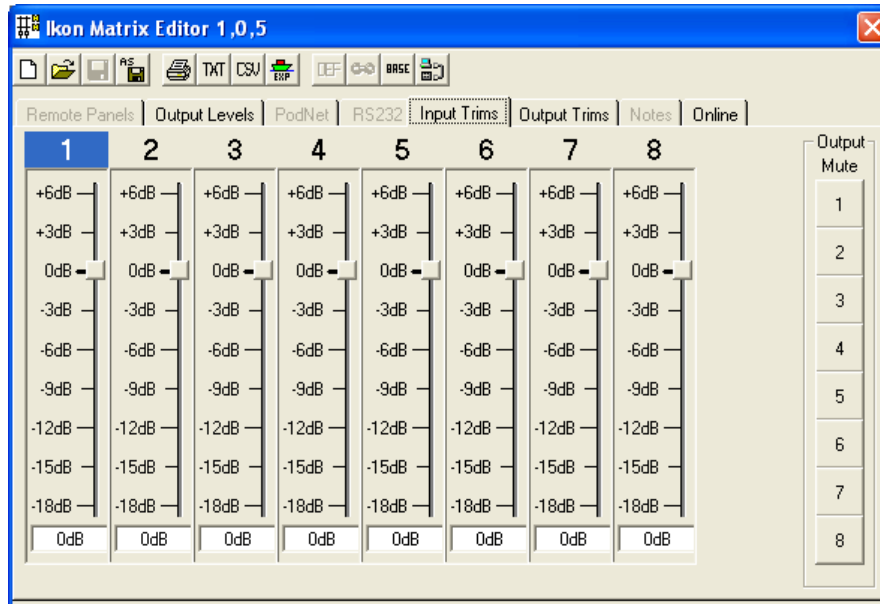 Ikon Matrix Editor 1,0,5
AS TXT CSV EXP DEF BASE
Remote Panels Output Levels PodNet RS232 Input Trims Output Trims Notes Online
1 2 3 4 5 6 7 8
+6dB +6dB +6dB +6dB +6dB +6dB +6dB +6dB
+3dB +3dB +3dB +3dB +3dB +3dB +3dB +3dB
0dB 0dB 0dB 0dB 0dB 0dB 0dB 0dB
-3dB -3dB -3dB -3dB -3dB -3dB -3dB -3dB
-6dB -6dB -6dB -6dB -6dB -6dB -6dB -6dB
-9dB -9dB -9dB -9dB -9dB -9dB -9dB -9dB
-12dB -12dB -12dB -12dB -12dB -12dB -12dB -12dB
-15dB -15dB -15dB -15dB -15dB -15dB -15dB -15dB
-18dB -18dB -18dB -18dB -18dB -18dB -18dB -18dB
0dB 0dB 0dB 0dB 0dB 0dB 0dB 0dB
Output
Mute
1
2
3
4
5
6
7
8